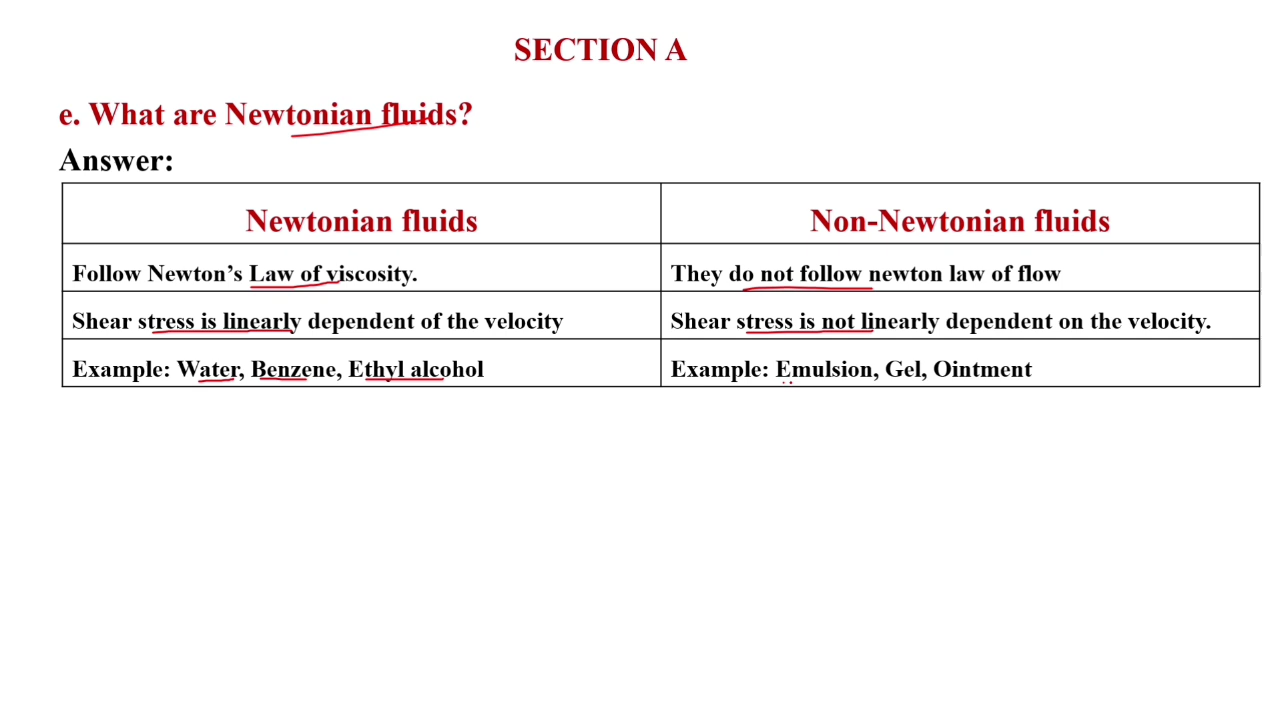 SECTION A
e. What are Newtonian fluids?
Answer:
Newtonian fluids
Non-Newtonian fluids
Follow Newton’s Law of viscosity.
They do not follow newton law of flow
Shear stress is linearly dependent of the velocity
Shear stress is not linearly dependent on the velocity.
Example: Water, Benzene, Ethyl alcohol
Example: Emulsion, Gel, Ointment